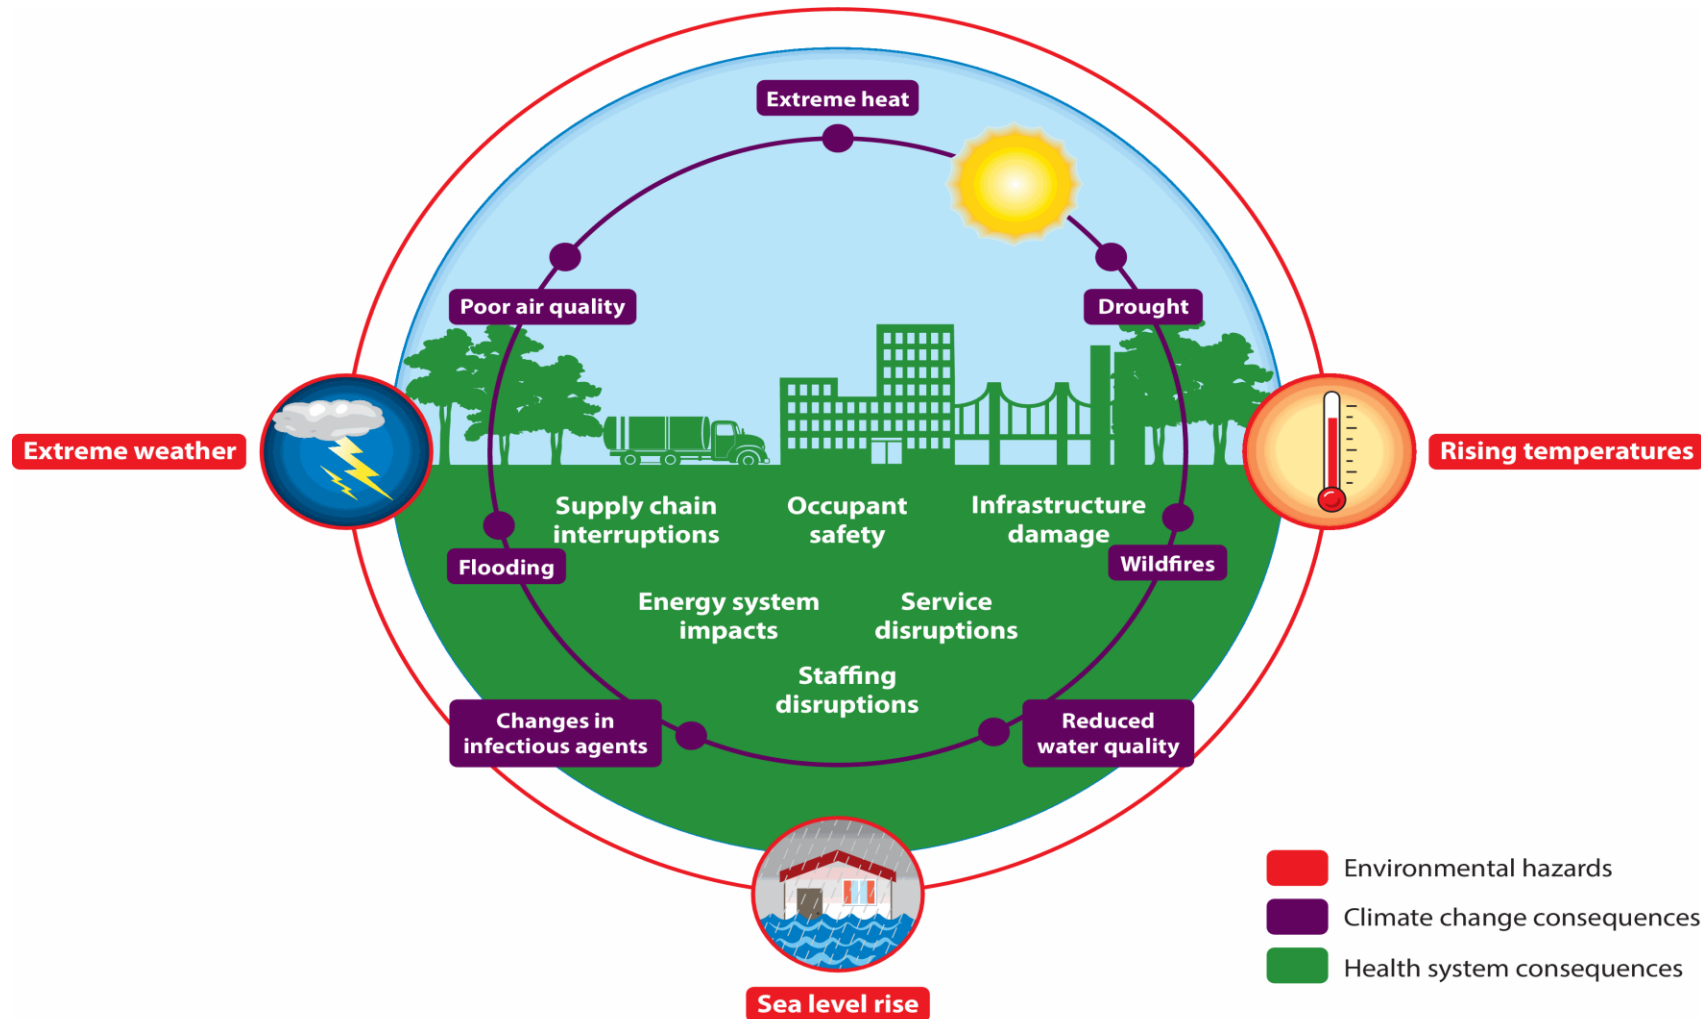 Extreme heat
Poor air quality
Drought
Extreme weather
Rising temperatures
Supply chain
interruptions
Occupant
safety
Infrastructure
damage
Flooding
Wildfires
Energy system
impacts
Service
disruptions
Staffing
disruptions
Changes in
infectious agents
Reduced
water quality
Sea level rise
Environmental hazards
Climate change consequences
Health system consequences